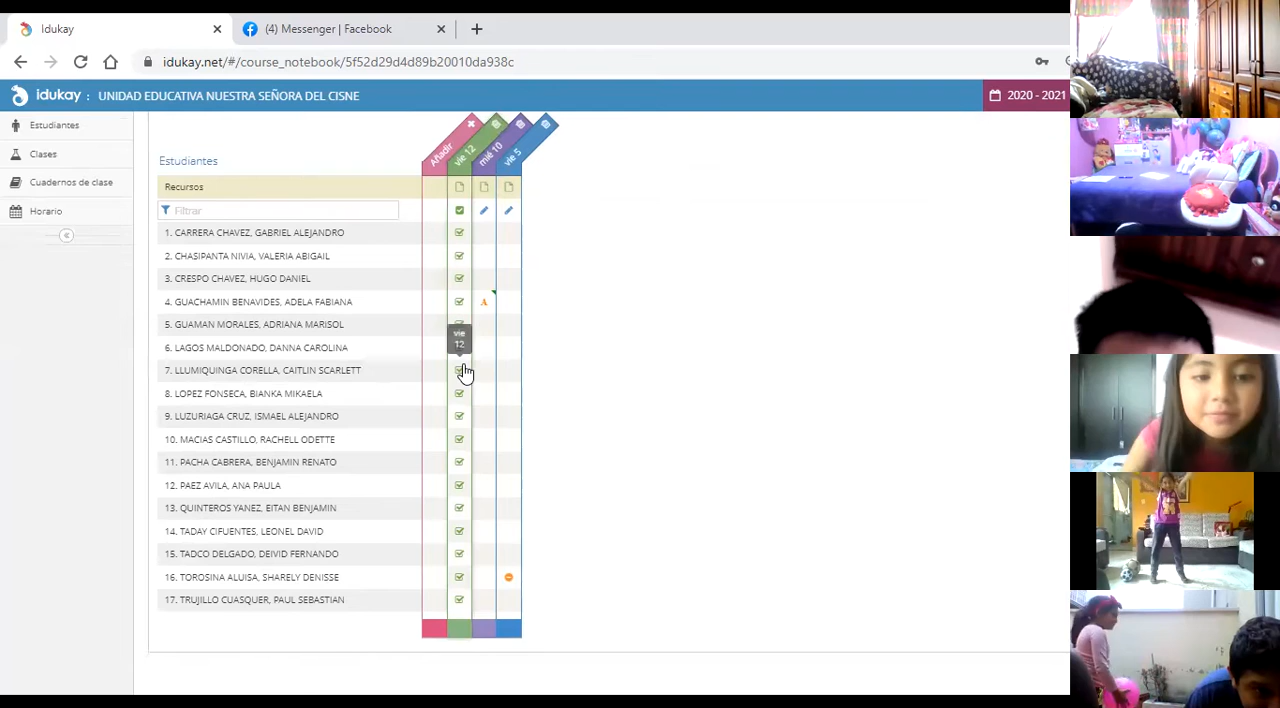 Idukay
(4) Messenger | Facebook
idukay.net/#/course_notebook/5f52d29d4d89b20010da938c
idukay : UNIDAD EDUCATIVA NUESTRA SEÑORA DEL CISNE
2020 - 2021
Estudiantes
Clases
Cuadernos de clase
Horario
Añadir
vie 12
mié 10
vie 5
Estudiantes
Recursos
Filtrar
1. CARRERA CHAVEZ, GABRIEL ALEJANDRO
2. CHASIPANTA NIVIA, VALERIA ABIGAIL
3. CRESPO CHAVEZ, HUGO DANIEL
4. GUACHAMIN BENAVIDES, ADELA FABIANA A
5. GUAMAN MORALES, ADRIANA MARISOL
vie
12
6. LAGOS MALDONADO, DANNA CAROLINA
7. LLUMIQUINGA CORELLA, CAITLIN SCARLETT
8. LOPEZ FONSECA, BIANKA MIKAELA
9. LUZURIAGA CRUZ, ISMAEL ALEJANDRO
10. MACIAS CASTILLO, RACHELL ODETTE
11. PACHA CABRERA, BENJAMIN RENATO
12. PAEZ AVILA, ANA PAULA
13. QUINTEROS YANEZ, EITAN BENJAMIN
14. TADAY CIFUENTES, LEONEL DAVID
15. TADCO DELGADO, DEIVID FERNANDO
16. TOROSINA ALUISA, SHARELY DENISSE
17. TRUJILLO CUASQUER, PAUL SEBASTIAN